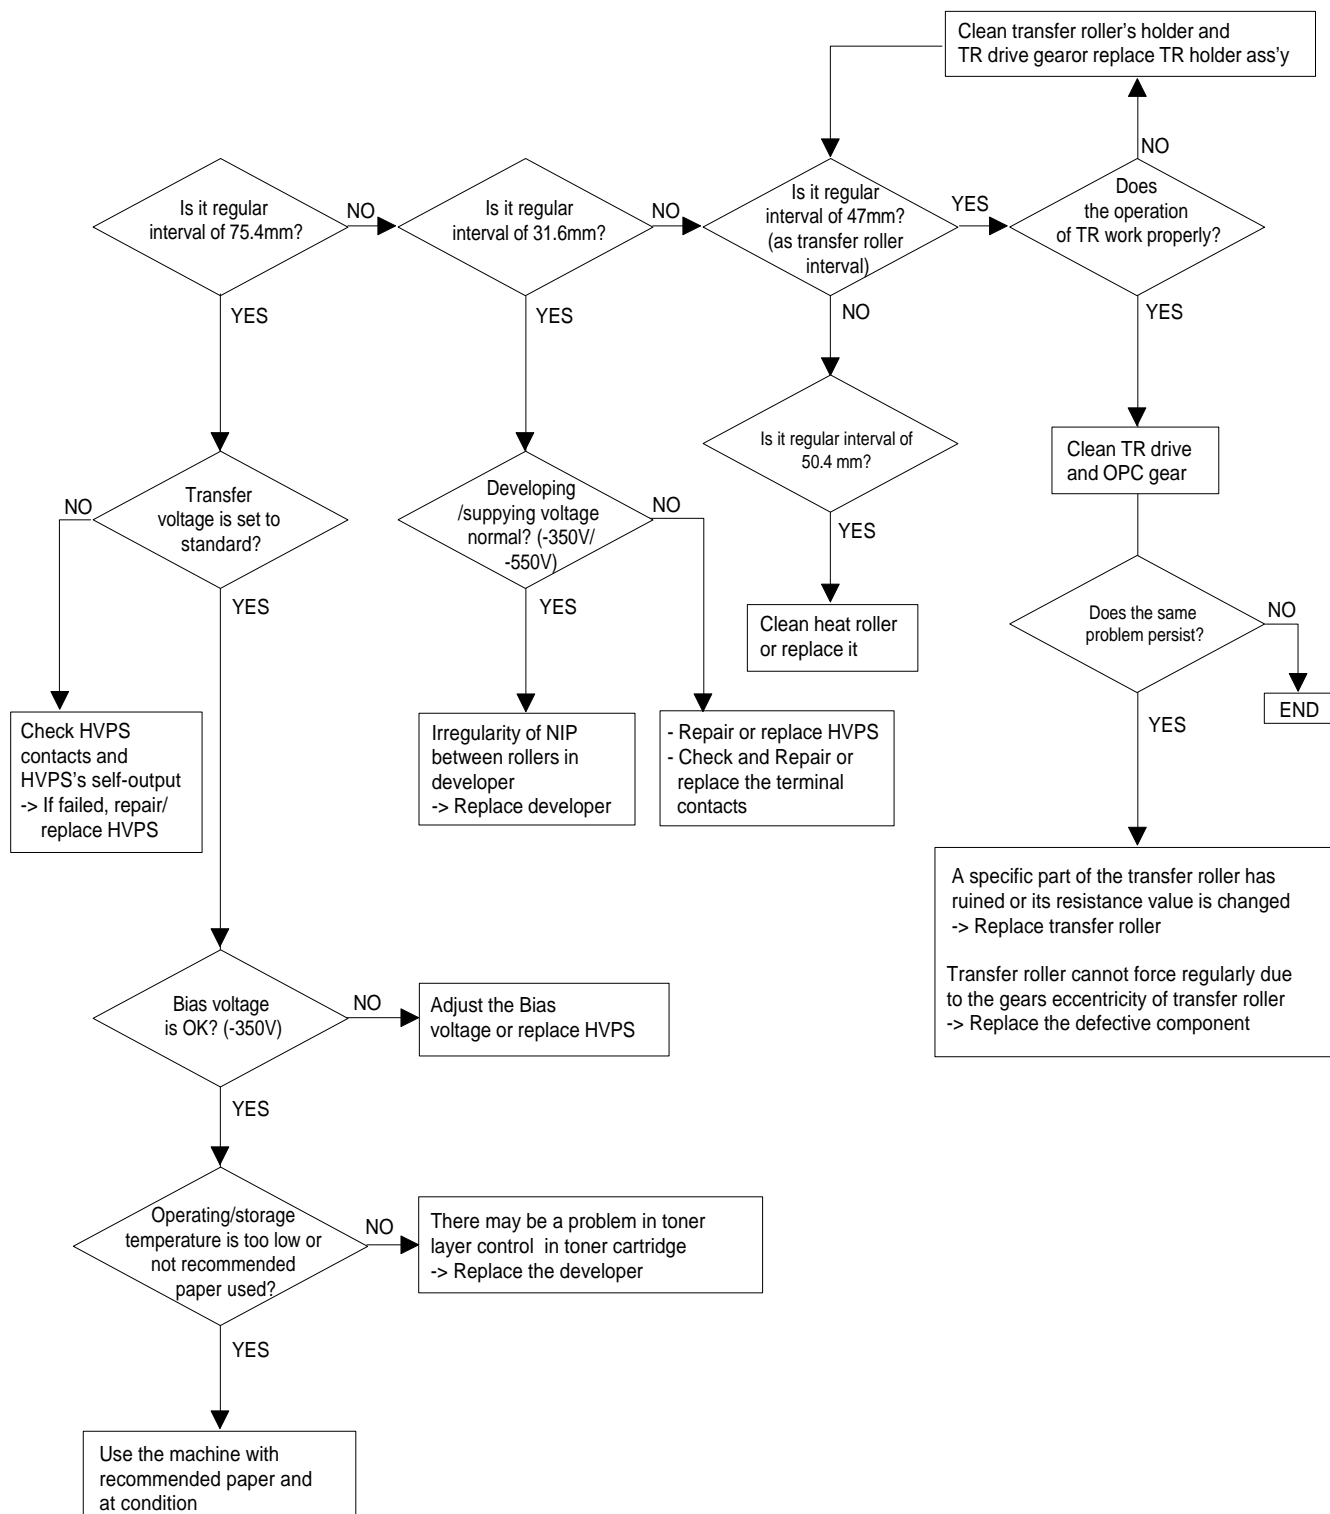 Clean transfer roller's holder and
TR drive gearor replace TR holder ass'y
NO
Is it regular
interval of 75.4mm?
NO
Is it regular
interval of 31.6mm?
NO
Is it regular
interval of 47mm?
(as transfer roller
interval)
YES
Does
the operation
of TR work properly?
YES
YES
NO
YES
Is it regular interval of
50.4 mm?
Clean TR drive
and OPC gear
NO
Transfer
voltage is set to
standard?
Developing
/suppying voltage
normal? (-350V/
-550V)
NO
YES
YES
YES
Clean heat roller
or replace it
Does the same
problem persist?
NO
END
YES
Check HVPS
contacts and
HVPS's self-output
-> If failed, repair/
replace HVPS
Irregularity of NIP
between rollers in
developer
-> Replace developer
- Repair or replace HVPS
- Check and Repair or
replace the terminal
contacts
A specific part of the transfer roller has
ruined or its resistance value is changed
-> Replace transfer roller
Transfer roller cannot force regularly due
to the gears eccentricity of transfer roller
-> Replace the defective component
Bias voltage
is OK? (-350V)
NO
Adjust the Bias
voltage or replace HVPS
YES
Operating/storage
temperature is too low or
not recommended
paper used?
NO
There may be a problem in toner
layer control in toner cartridge
-> Replace the developer
YES
Use the machine with
recommended paper and
at condition